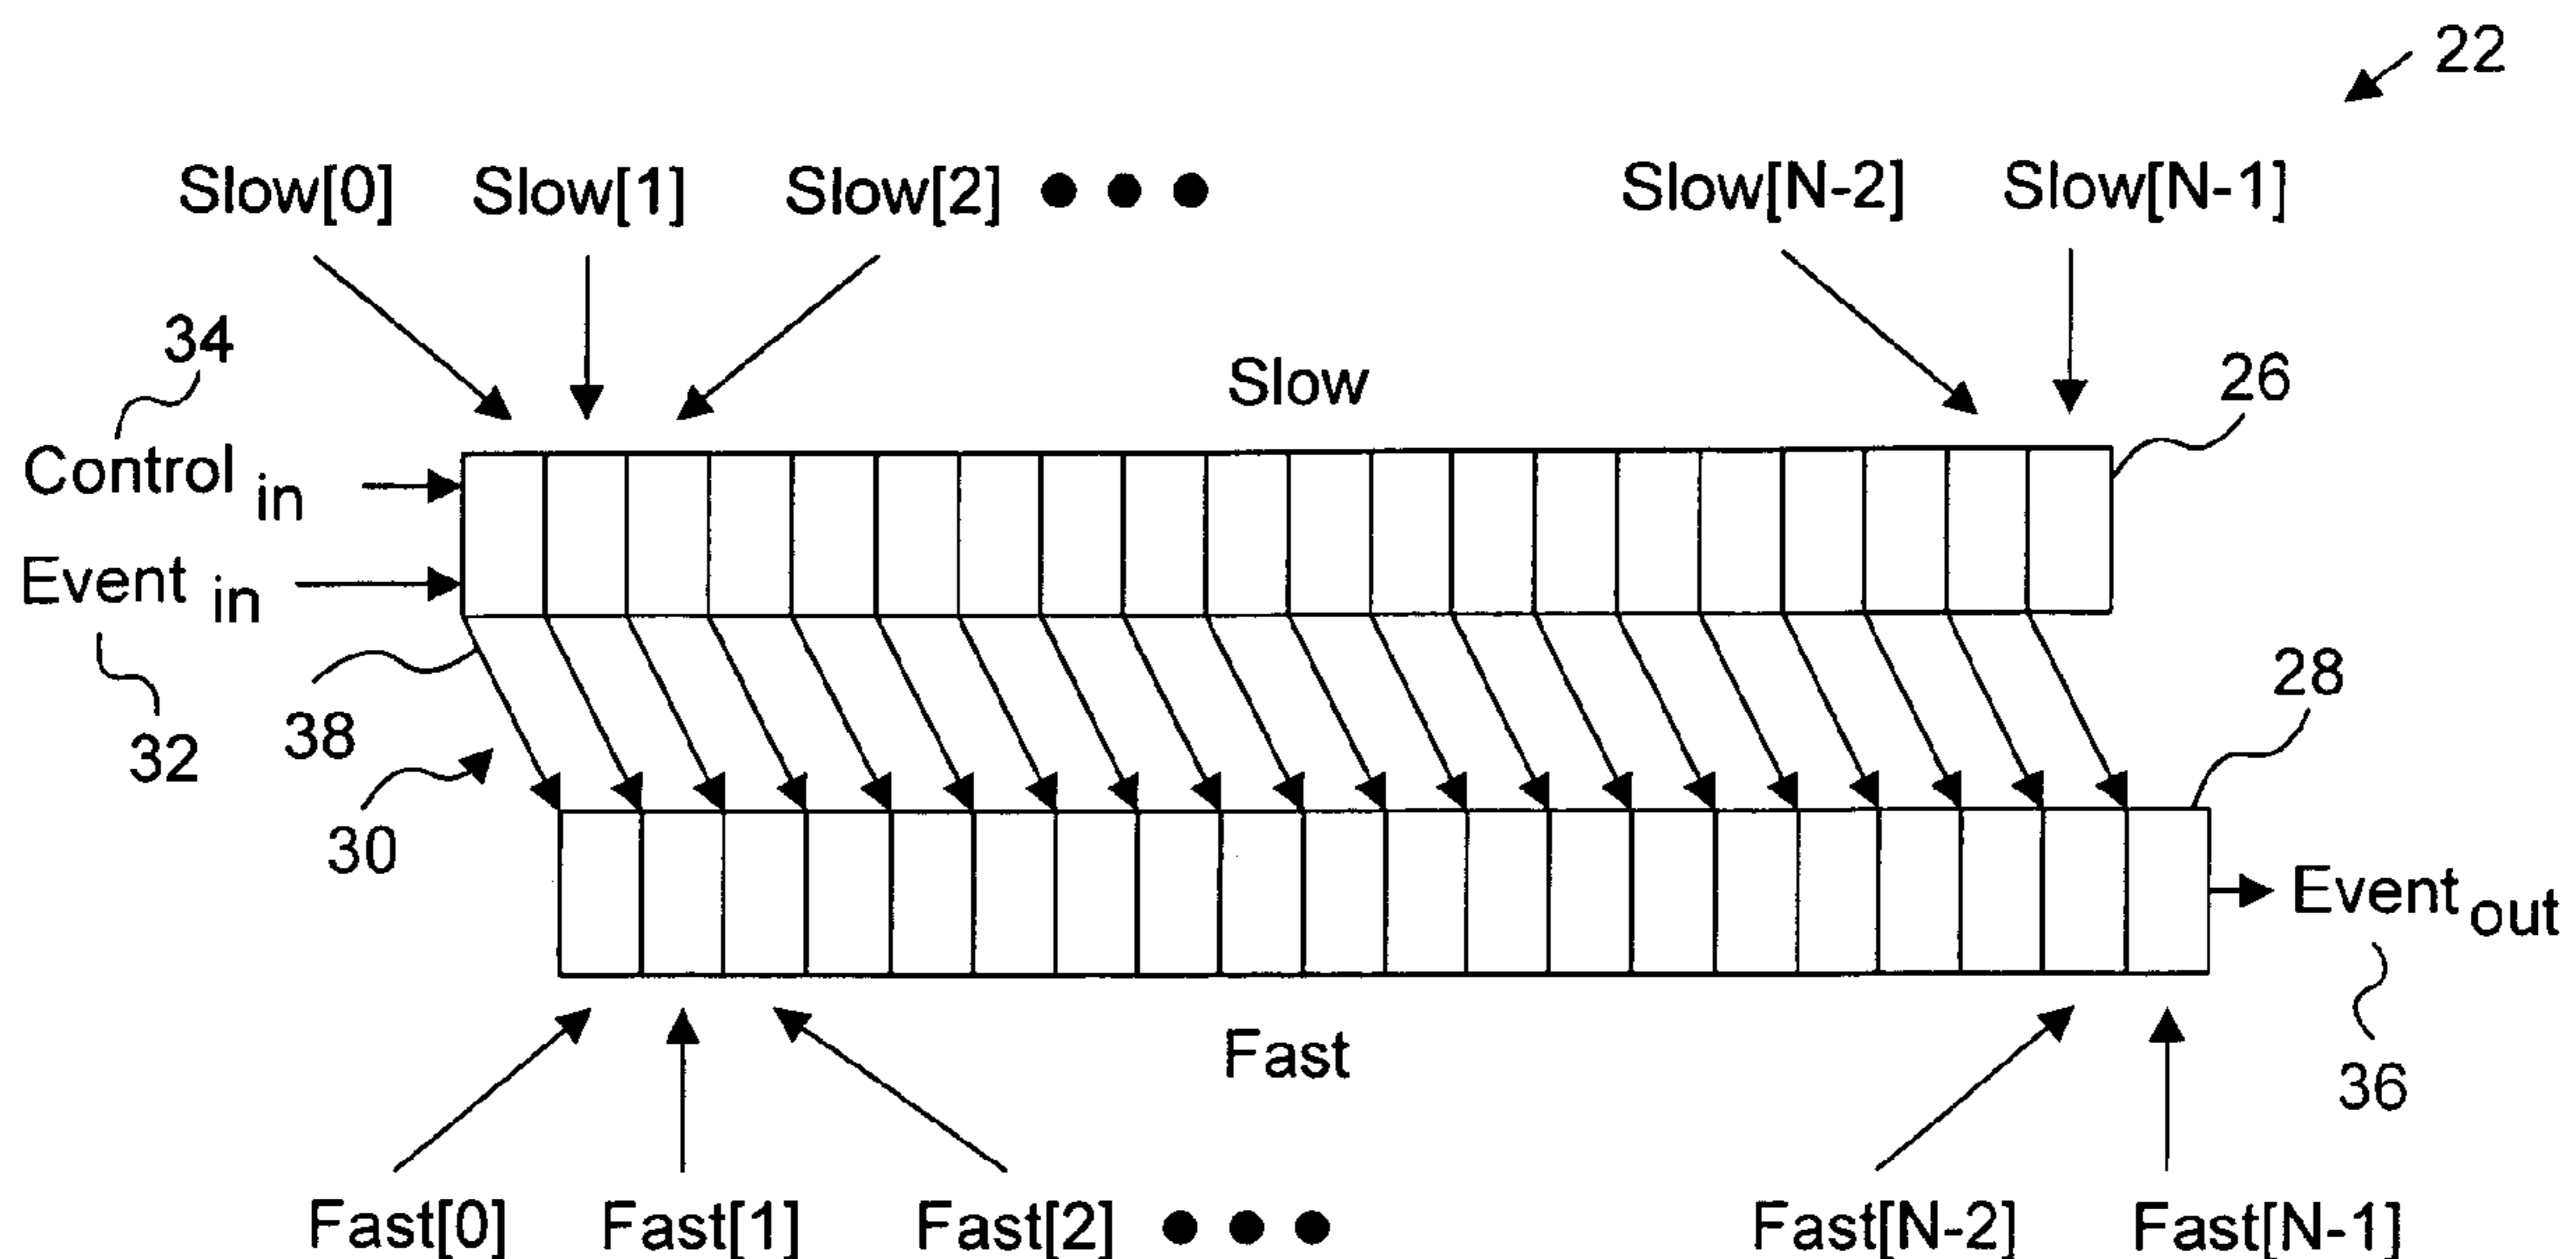 22
Slow[0] Slow[1] Slow[2] ● ● ● Slow[N-2] Slow[N-1]
34
Slow
26
Control in
Event in
38
28
32
30
Event out
Fast
36
Fast[0] Fast[1] Fast[2] ● ● ● Fast[N-2] Fast[N-1]